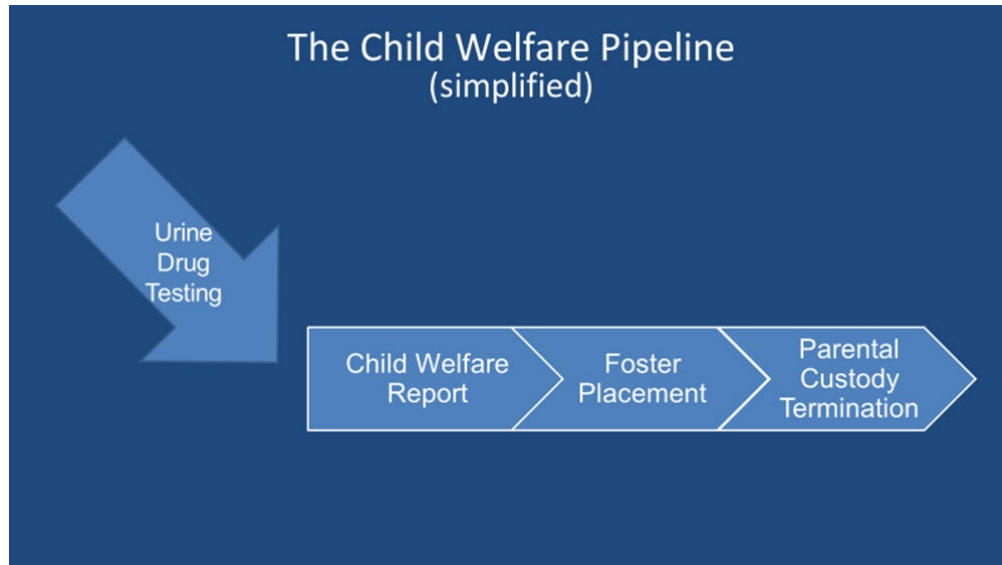 The Child Welfare Pipeline
(simplified)
Urine
Drug
Testing
Child Welfare
Report
Foster
Placement
Parental
Custody
Termination